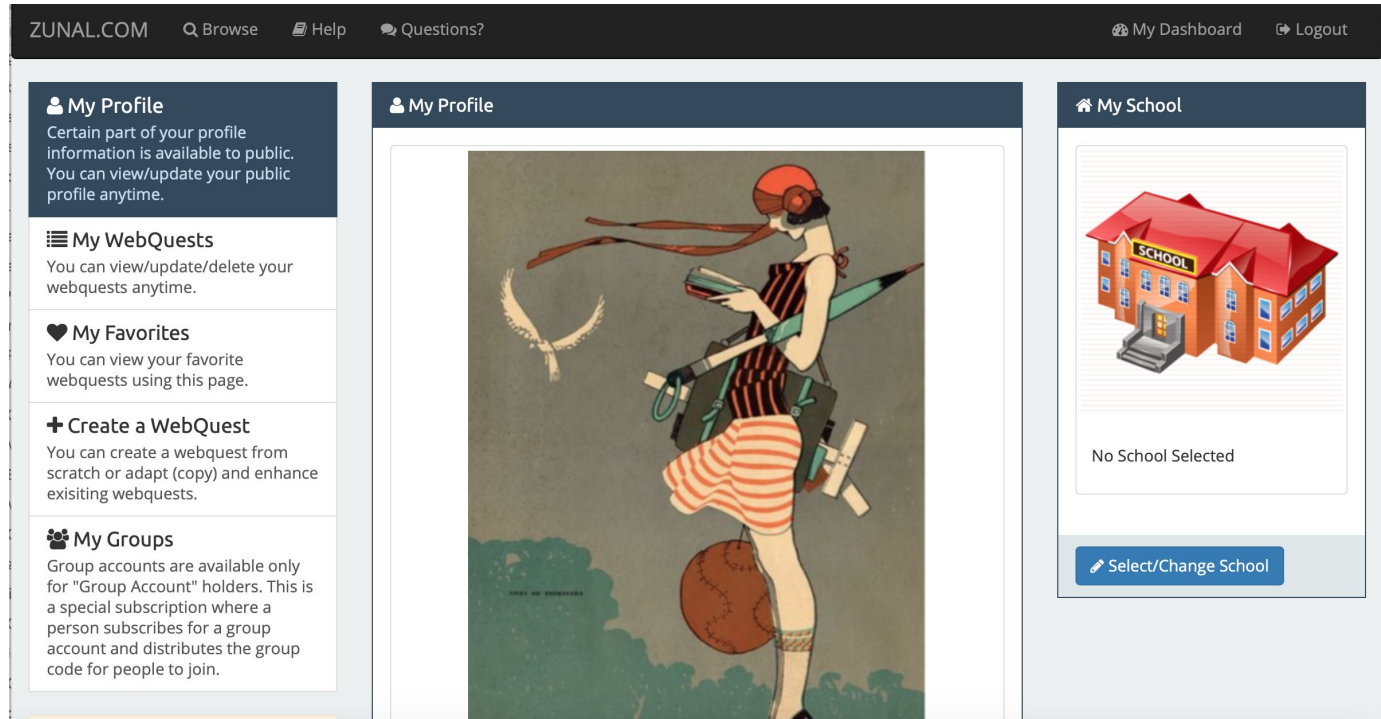 ZUNAL.COM Browse Help Questions? My Dashboard Logout
My Profile
Certain part of your profile
information is available to public.
You can view/update your public
profile anytime.
My WebQuests
You can view/update/delete your
webquests anytime.
My Favorites
You can view your favorite
webquests using this page.
Create a WebQuest
You can create a webquest from
scratch or adapt (copy) and enhance
exisiting webquests.
My Groups
Group accounts are available only
for "Group Account" holders. This is
a special subscription where a
person subscribes for a group
account and distributes the group
code for people to join.
My Profile
My School
SCHOOL
No School Selected
Select/Change School